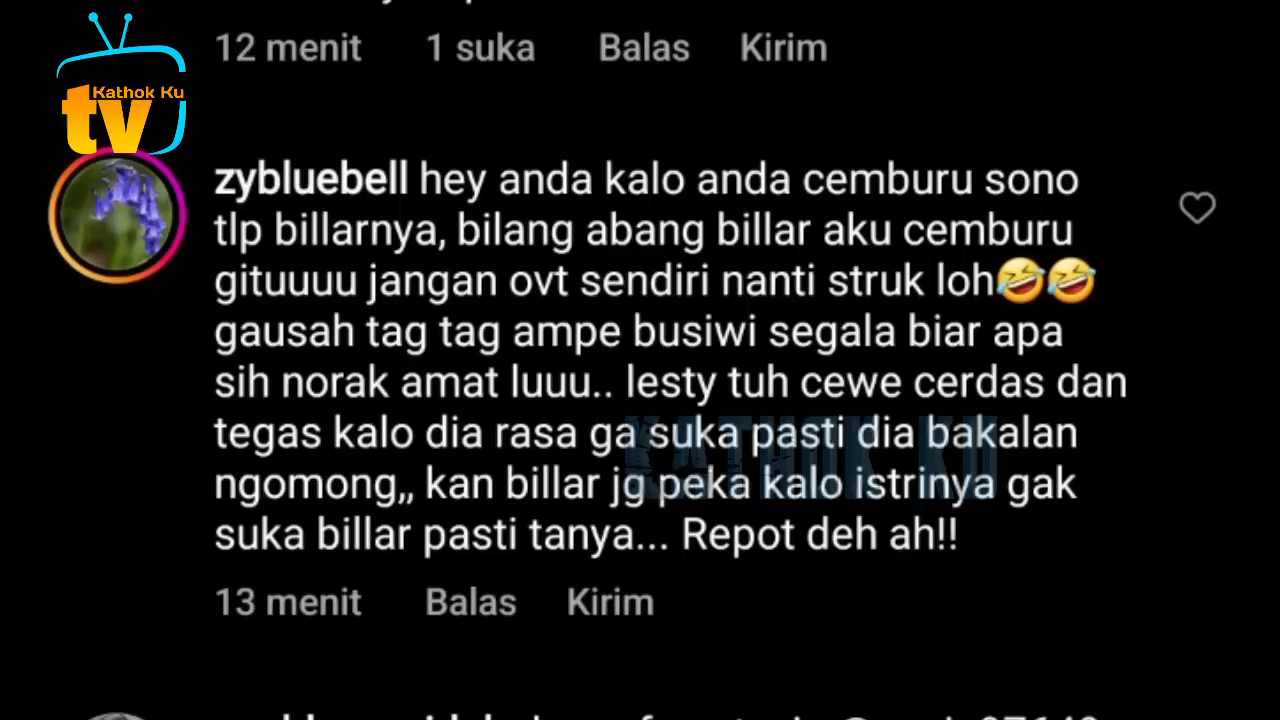 12 menit 1 suka Balas Kirim
Kathok Ku
tv
zybluebell hey anda kalo anda cemburu sono
tlp billarnya, bilang abang billar aku cemburu
gituuuu jangan ovt sendiri nanti struk loh🤣🤣
gausah tag tag ampe busiwi segala biar apa
sih norak amat luuu.. lesty tuh cewe cerdas dan
tegas kalo dia rasa ga suka pasti dia bakalan
KATHOK KU
ngomong,, kan billar jg peka kalo istrinya gak
suka billar pasti tanya... Repot deh ah!!
13 menit Balas Kirim